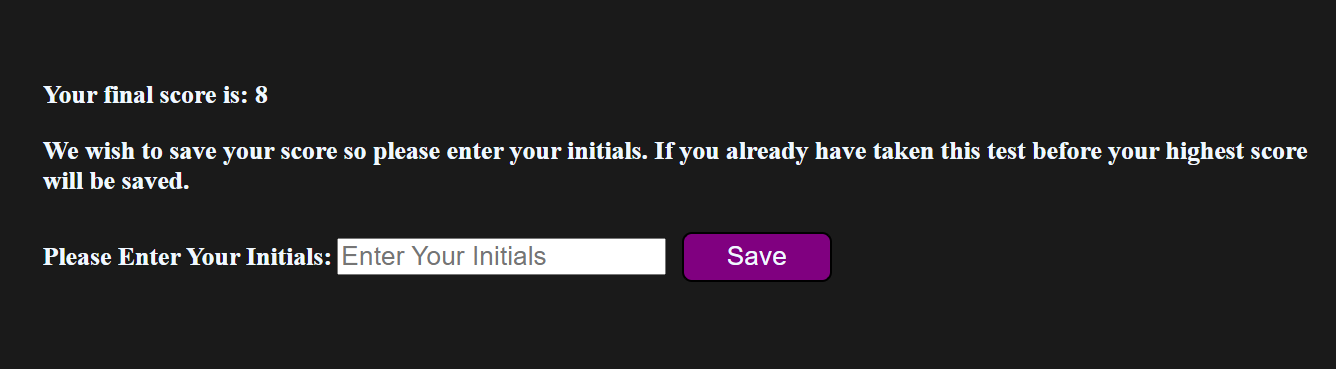 Your final score is: 8
We wish to save your score so please enter your initials. If you already have taken this test before your highest score
will be saved.
Please Enter Your Initials: Enter Your Initials Save